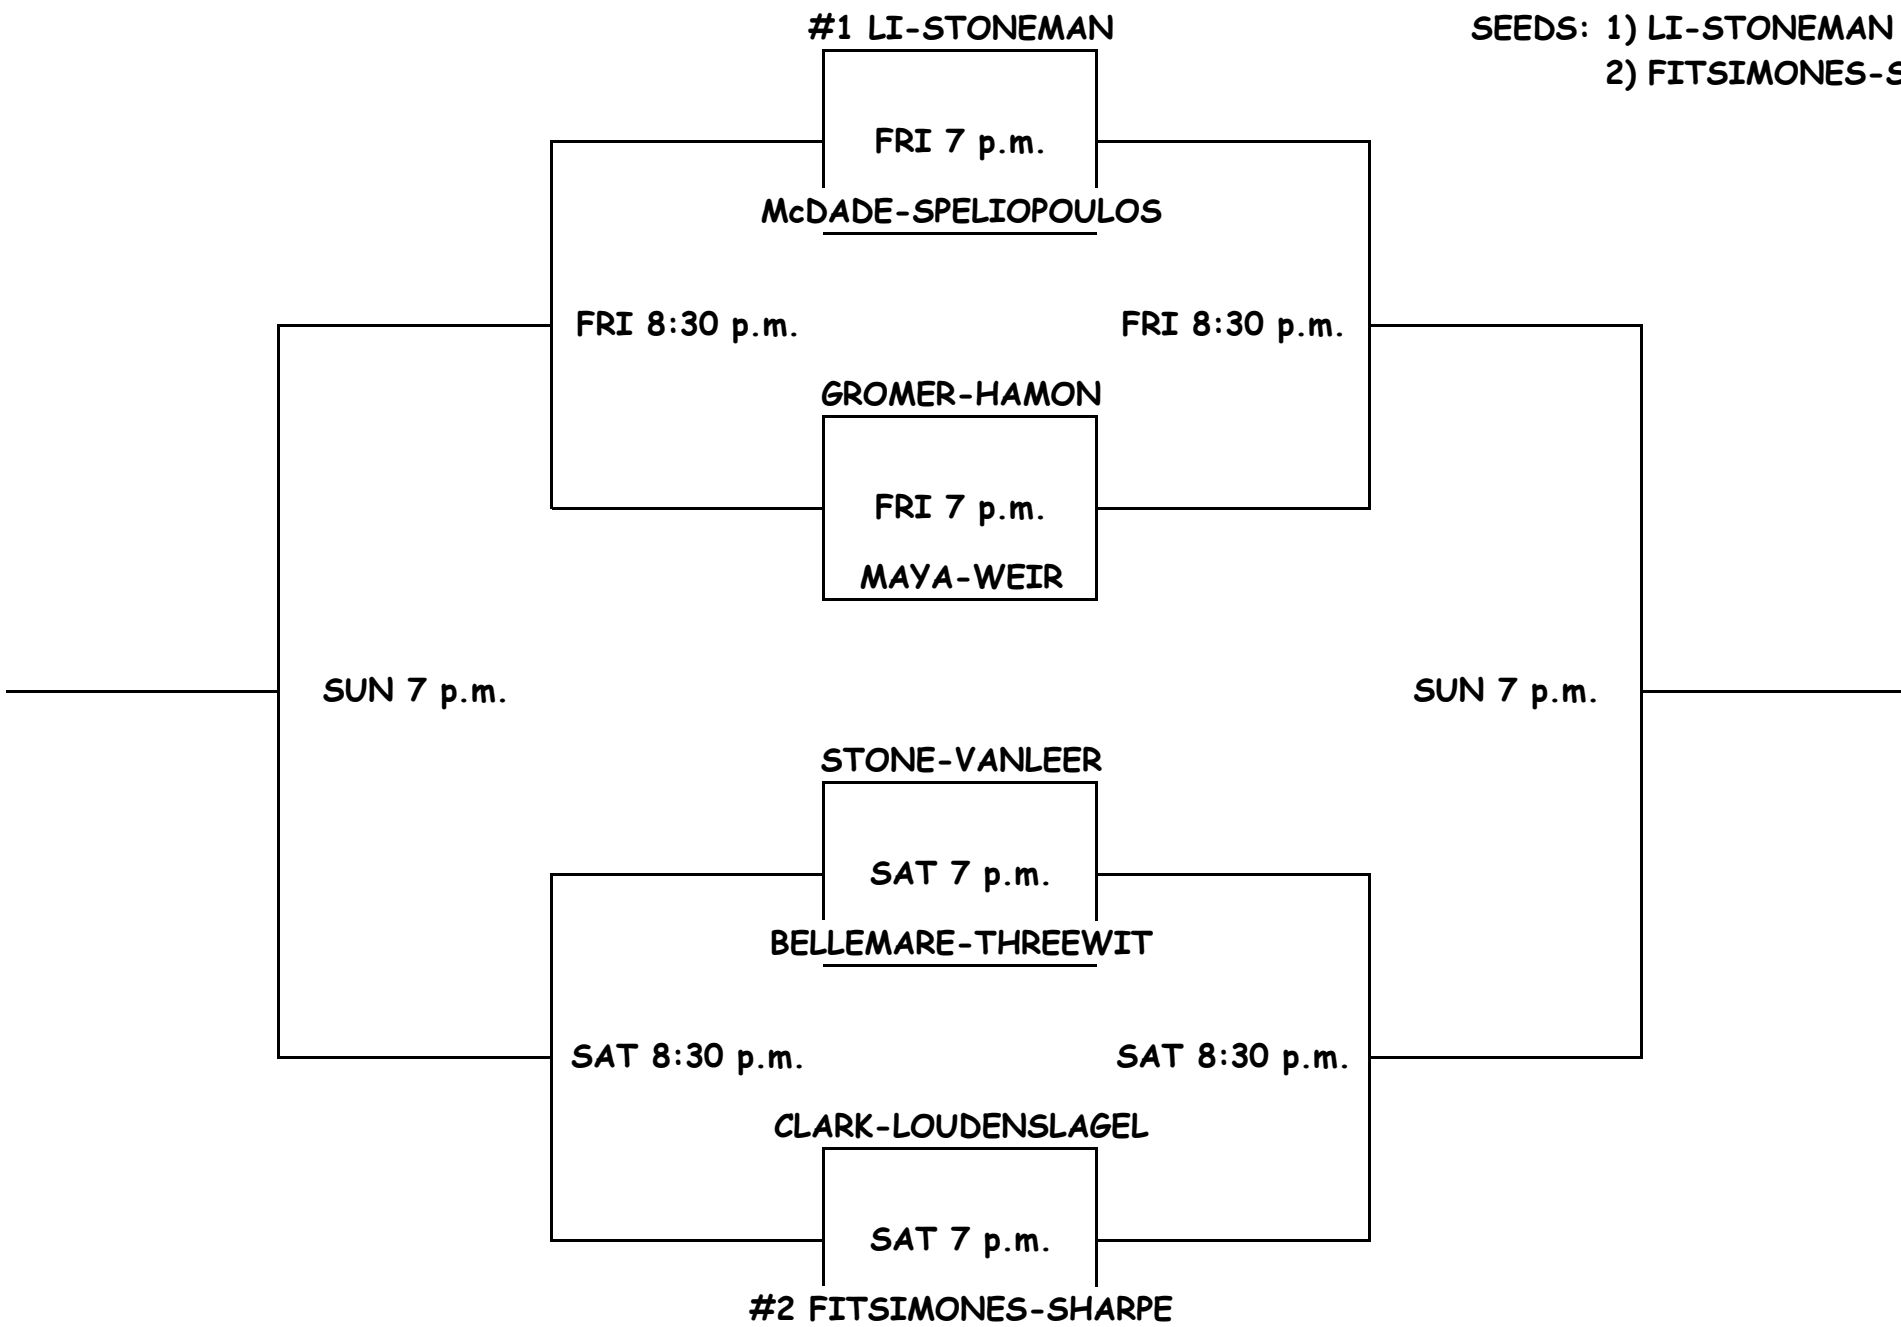 #1 LI-STONEMAN
SEEDS: 1) LI-STONEMAN
2) FITSIMONES-S
FRI 7 p.m.
McDADE-SPELIOPOULOS
FRI 8:30 p.m.
FRI 8:30 p.m.
GROMER-HAMON
FRI 7 p.m.
MAYA-WEIR
SUN 7 p.m.
SUN 7 p.m.
STONE-VANLEER
SAT 7 p.m.
BELLEMARE-THREEWIT
SAT 8:30 p.m.
SAT 8:30 p.m.
CLARK-LOUDENSLAGEL
SAT 7 p.m.
#2 FITSIMONES-SHARPE